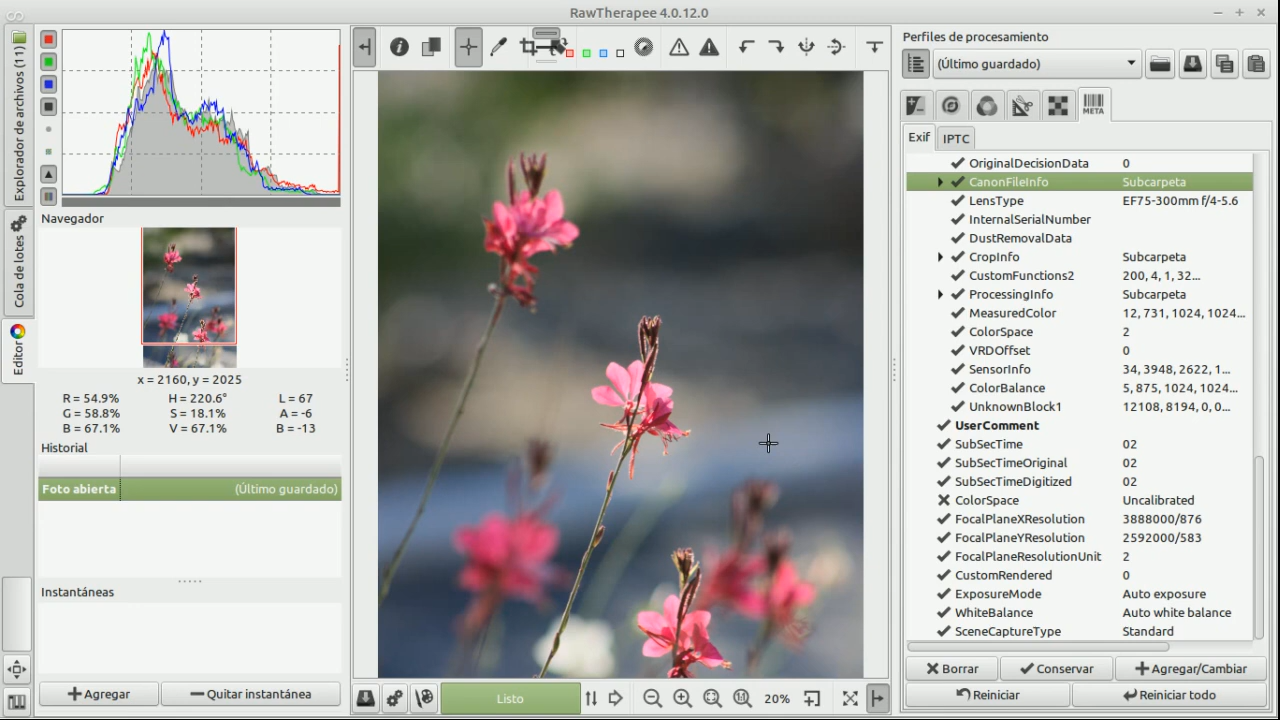 RawTherapee 4.0.12.0
Explorador de archivos (11)
Cola de lotes
Editor
Navegador
x = 2160, y = 2025
R = 54.9% H = 220.6° L = 67
G = 58.8% S = 18.1% A = -6
B = 67.1% V = 67.1% B = -13
Historial
Foto abierta (Último guardado)
Instantáneas
Agregar Quitar instantánea
Listo
20%
Perfiles de procesamiento
(Último guardado)
META
Exif IPTC
OriginalDecisionData 0
CanonFileInfo Subcarpeta
LensType EF75-300mm f/4-5.6
InternalSerialNumber
DustRemovalData
CropInfo Subcarpeta
CustomFunctions2 200, 4, 1, 32...
ProcessingInfo Subcarpeta
MeasuredColor 12, 731, 1024, 1024...
ColorSpace 2
VRDOffset 0
SensorInfo 34, 3948, 2622, 1...
ColorBalance 5, 875, 1024, 1024...
UnknownBlock1 12108, 8194, 0, 0...
UserComment
SubSecTime 02
SubSecTimeOriginal 02
SubSecTimeDigitized 02
ColorSpace Uncalibrated
FocalPlaneXResolution 3888000/876
FocalPlaneYResolution 2592000/583
FocalPlaneResolutionUnit 2
CustomRendered 0
ExposureMode Auto exposure
WhiteBalance Auto white balance
SceneCaptureType Standard
Borrar Conservar Agregar/Cambiar
Reiniciar Reiniciar todo